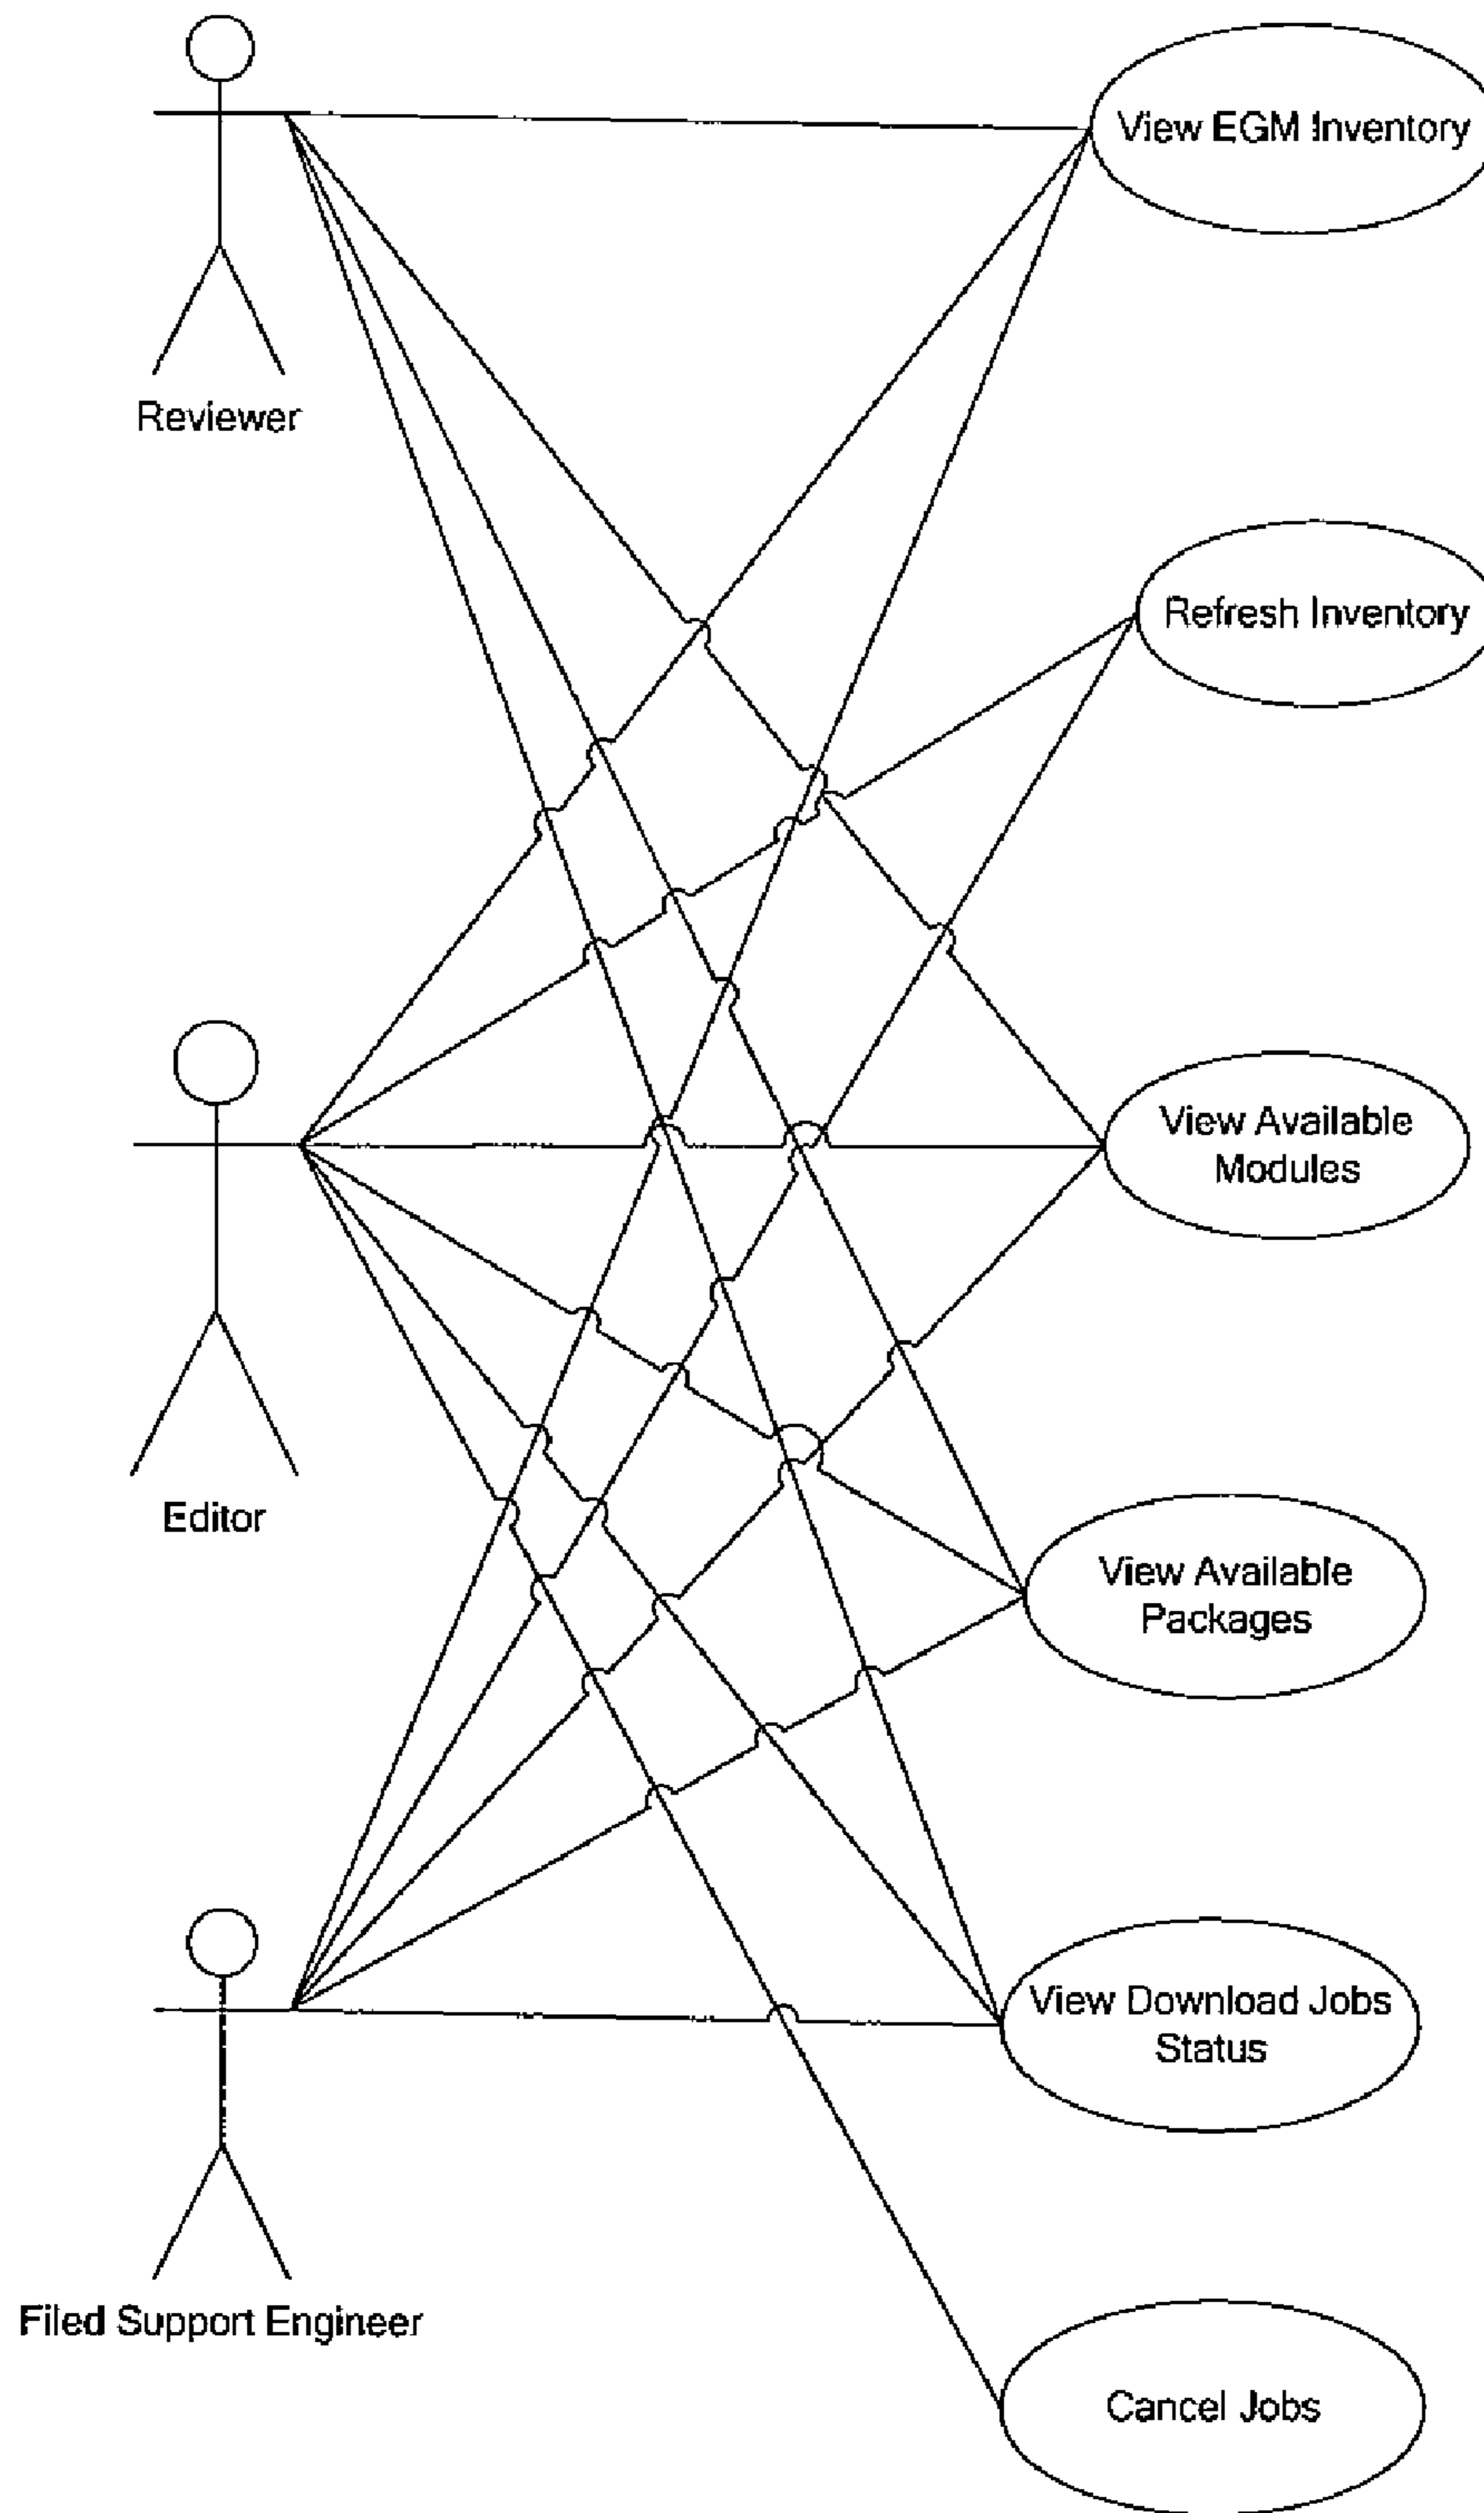 View EGM Inventory
Reviewer
Refresh Inventory
View Available
Modules
Editor
View Available
Packages
View Download Jobs
Status
Filed Support Engineer
Cancel Jobs